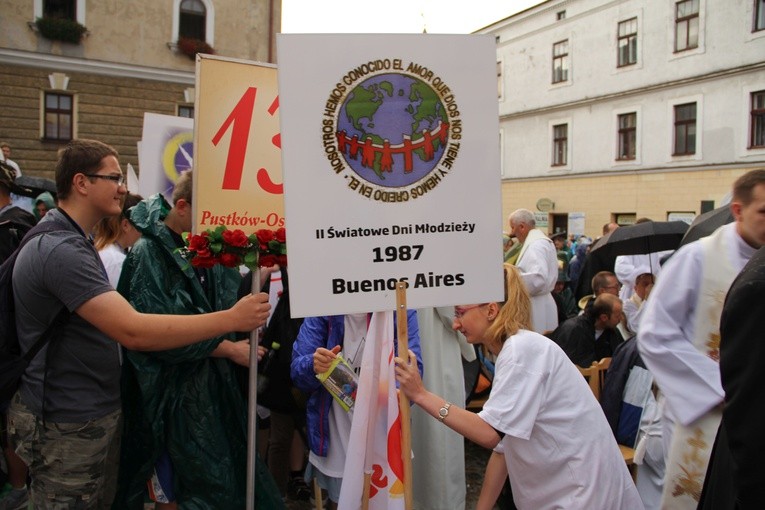 NOSOTROS HEMOS CONOCIDO EL AMOR QUE DIOS NOS TIENE Y HEMOS CREIDO EN EL
II Światowe Dni Młodzieży
1987
Buenos Aires
13
Pustków-